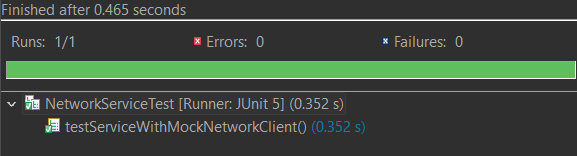 Finished after 0.465 seconds
Runs: 1/1 Errors: 0 Failures: 0
NetworkServiceTest [Runner: JUnit 5] (0.352 s)
testServiceWithMockNetworkClient() (0.352 s)